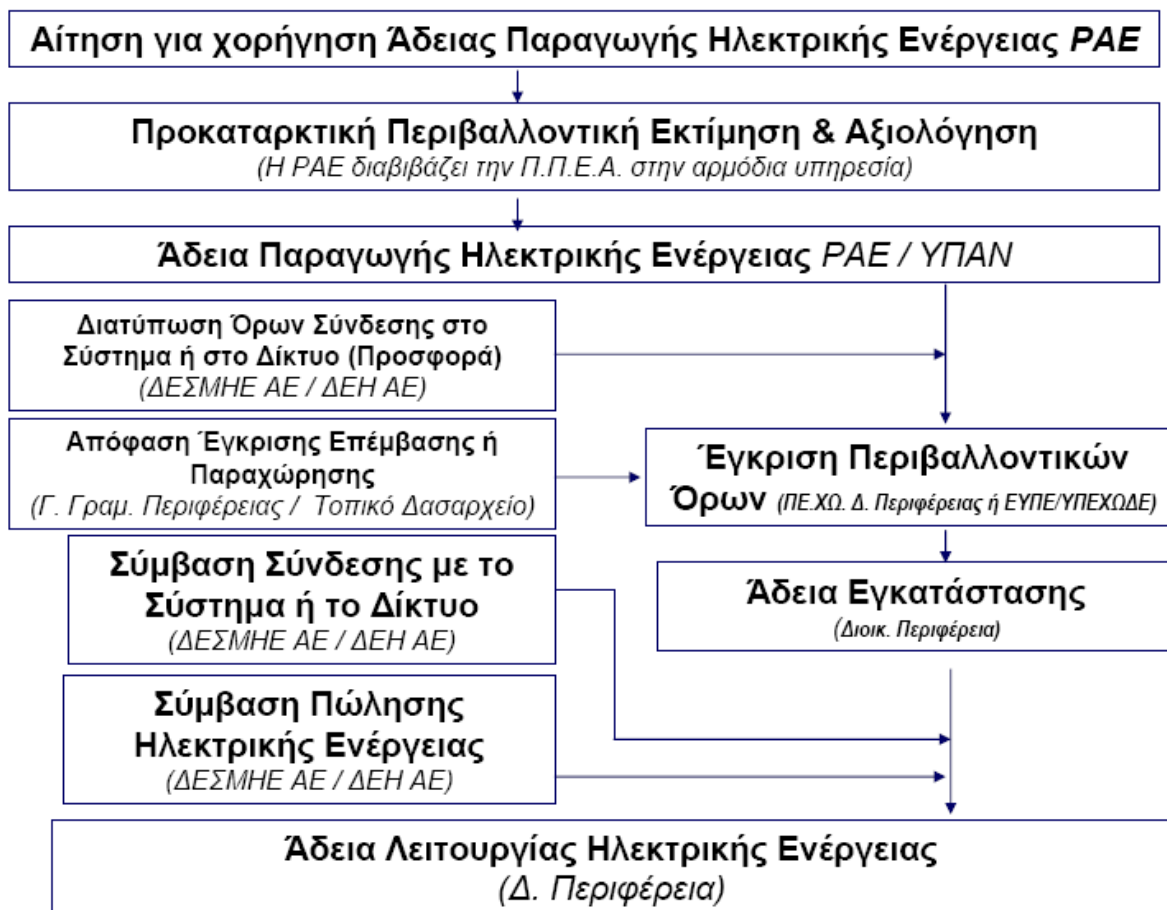 Αίτηση για χορήγηση Άδειας Παραγωγής Ηλεκτρικής Ενέργειας ΡΑΕ
Προκαταρκτική Περιβαλλοντική Εκτίμηση & Αξιολόγηση
(Η ΡΑΕ διαβιβάζει την Π.Π.Ε.Α. στην αρμόδια υπηρεσία)
Άδεια Παραγωγής Ηλεκτρικής Ενέργειας ΡΑΕ / ΥΠΑΝ
Διατύπωση Όρων Σύνδεσης στο
Σύστημα ή στο Δίκτυο (Προσφορά)
(ΔΕΣΜΗΕ ΑΕ / ΔΕΗ ΑΕ)
Απόφαση Έγκρισης Επέμβασης ή
Παραχώρησης
(Γ. Γραμ. Περιφέρειας / Τοπικό Δασαρχείο)
Έγκριση Περιβαλλοντικών
Όρων (ΠΕ.ΧΩ. Δ. Περιφέρειας ή ΕΥΠΕ/ΥΠΕΧΩΔΕ)
Σύμβαση Σύνδεσης με το
Σύστημα ή το Δίκτυο
(ΔΕΣΜΗΕ ΑΕ / ΔΕΗ ΑΕ)
Άδεια Εγκατάστασης
(Διοικ. Περιφέρεια)
Σύμβαση Πώλησης
Ηλεκτρικής Ενέργειας
(ΔΕΣΜΗΕ ΑΕ / ΔΕΗ ΑΕ)
Άδεια Λειτουργίας Ηλεκτρικής Ενέργειας
(Δ. Περιφέρεια)